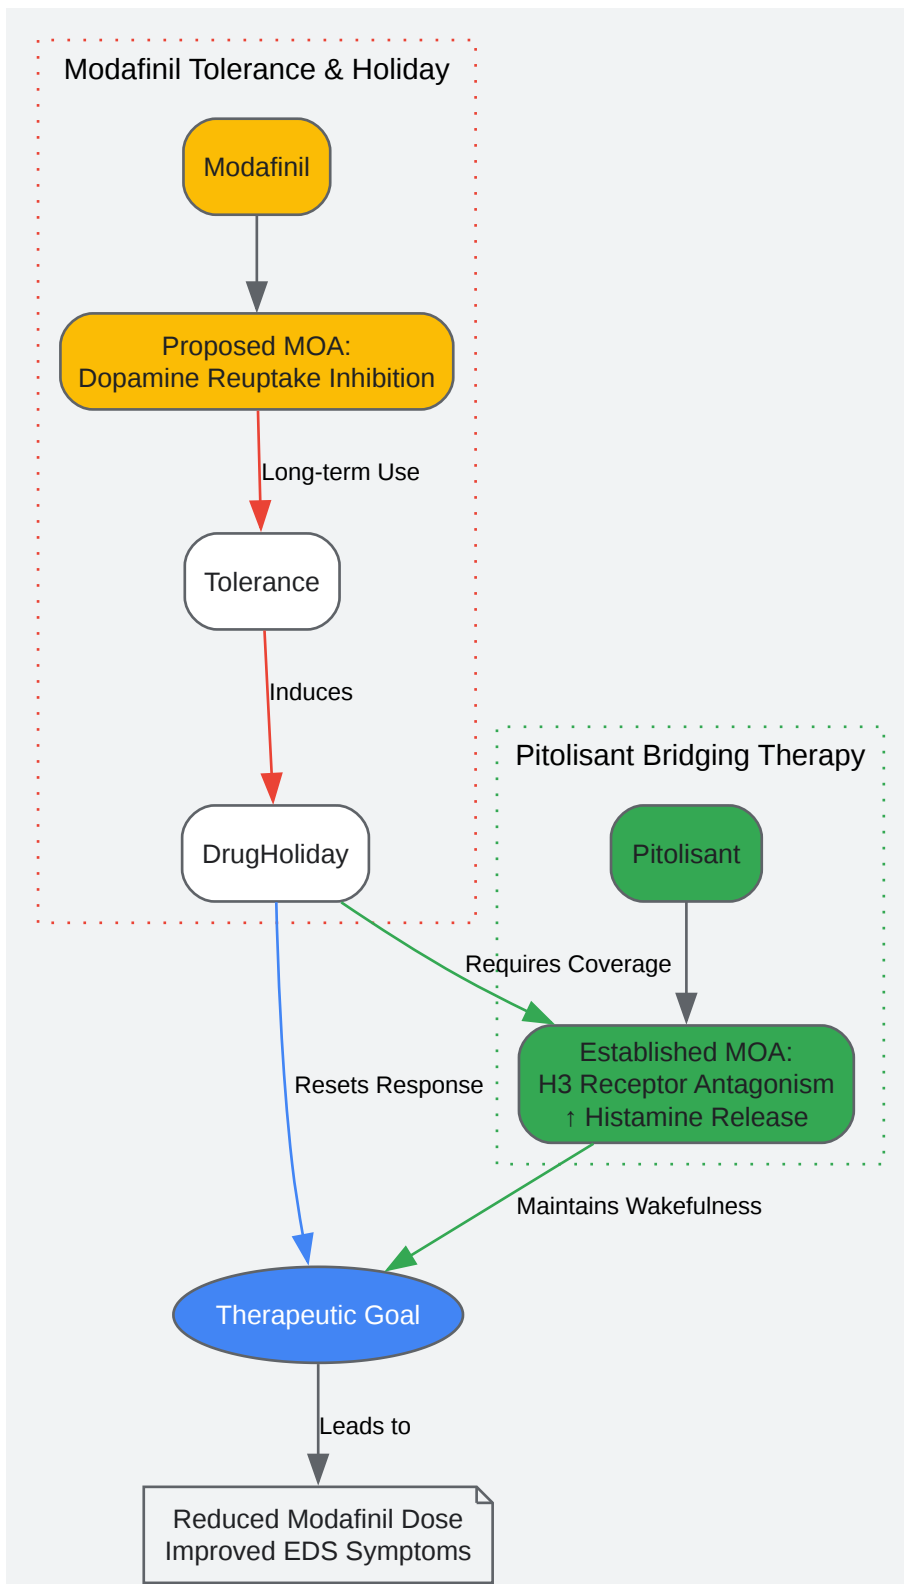 Modafinil Tolerance & Holiday
Modafinil
Proposed MOA:
Dopamine Reuptake Inhibition
Long-term Use
Tolerance
Induces
DrugHoliday
Pitolisant Bridging Therapy
Pitolisant
Requires Coverage
Established MOA:
H3 Receptor Antagonism
↑ Histamine Release
Resets Response
Maintains Wakefulness
Therapeutic Goal
Leads to
Reduced Modafinil Dose
Improved EDS Symptoms